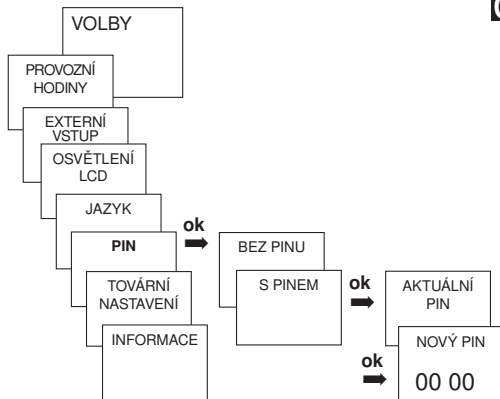 VOLBY
PROVOZNÍ
HODINY
EXTERNÍ
VSTUP
OSVĚTLENÍ
LCD
JAZYK
PIN
ok
BEZ PINU
TOVÁRNÍ
NASTAVENÍ
S PINEM
ok
AKTUÁLNÍ
PIN
INFORMACE
NOVÝ PIN
ok
00 00